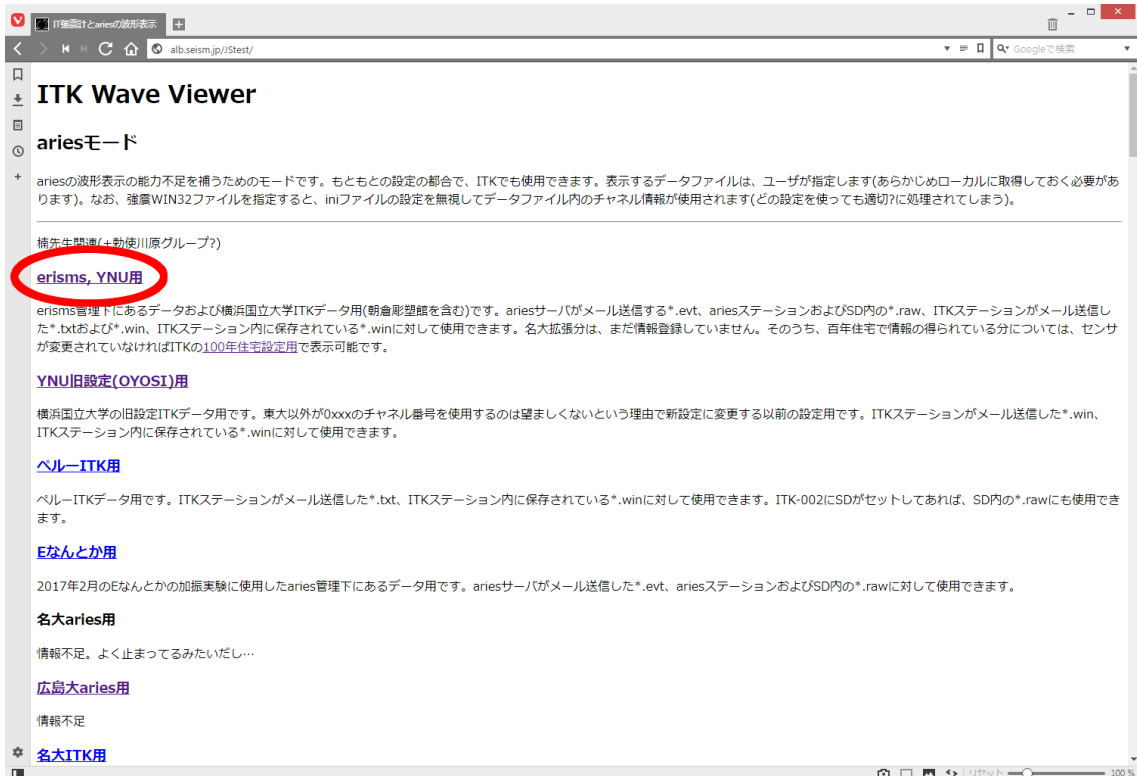 IT強震計とariesの波形表示
alb.seism.jp/JStest/
Googleで検索
ITK Wave Viewer
ariesモード
ariesの波形表示の能力不足を補うためのモードです。もともとの設定の都合で、ITKでも使用できます。表示するデータファイルは、ユーザが指定します(あらかじめローカルに取得しておく必要があ
ります)。なお、強震WIN32ファイルを指定すると、iniファイルの設定を無視してデータファイル内のチャネル情報が使用されます(どの設定を使っても適切?に処理されてしまう)。
楠先生関連(+勅使川原グループ?)
erisms, YNU用
erisms管理下にあるデータおよび横浜国立大学ITKデータ用(朝倉彫塑館を含む)です。ariesサーバがメール送信する*.evt、ariesステーションおよびSD内の*.raw、ITKステーションがメール送信し
た*.txtおよび*.win、ITKステーション内に保存されている*.winに対して使用できます。名大拡張分は、まだ情報登録していません。そのうち、百年住宅で情報の得られている分については、センサ
が変更されていなければITKの100年住宅設定用で表示可能です。
YNU旧設定(OYOSI)用
横浜国立大学の旧設定ITKデータ用です。東大以外が0xxxのチャネル番号を使用するのは望ましくないという理由で新設定に変更する以前の設定用です。ITKステーションがメール送信した*.win、
ITKステーション内に保存されている*.winに対して使用できます。
ペルーITK用
ペルーITKデータ用です。ITKステーションがメール送信した*.txt、ITKステーション内に保存されている*.winに対して使用できます。ITK-002にSDがセットしてあれば、SD内の*.rawにも使用でき
ます。
Eなんとか用
2017年2月のEなんとかの加振実験に使用したaries管理下にあるデータ用です。ariesサーバがメール送信した*.evt、ariesステーションおよびSD内の*.rawに対して使用できます。
名大aries用
情報不足。よく止まってるみたいだし…
広島大aries用
情報不足
名大ITK用
リセット
100 %